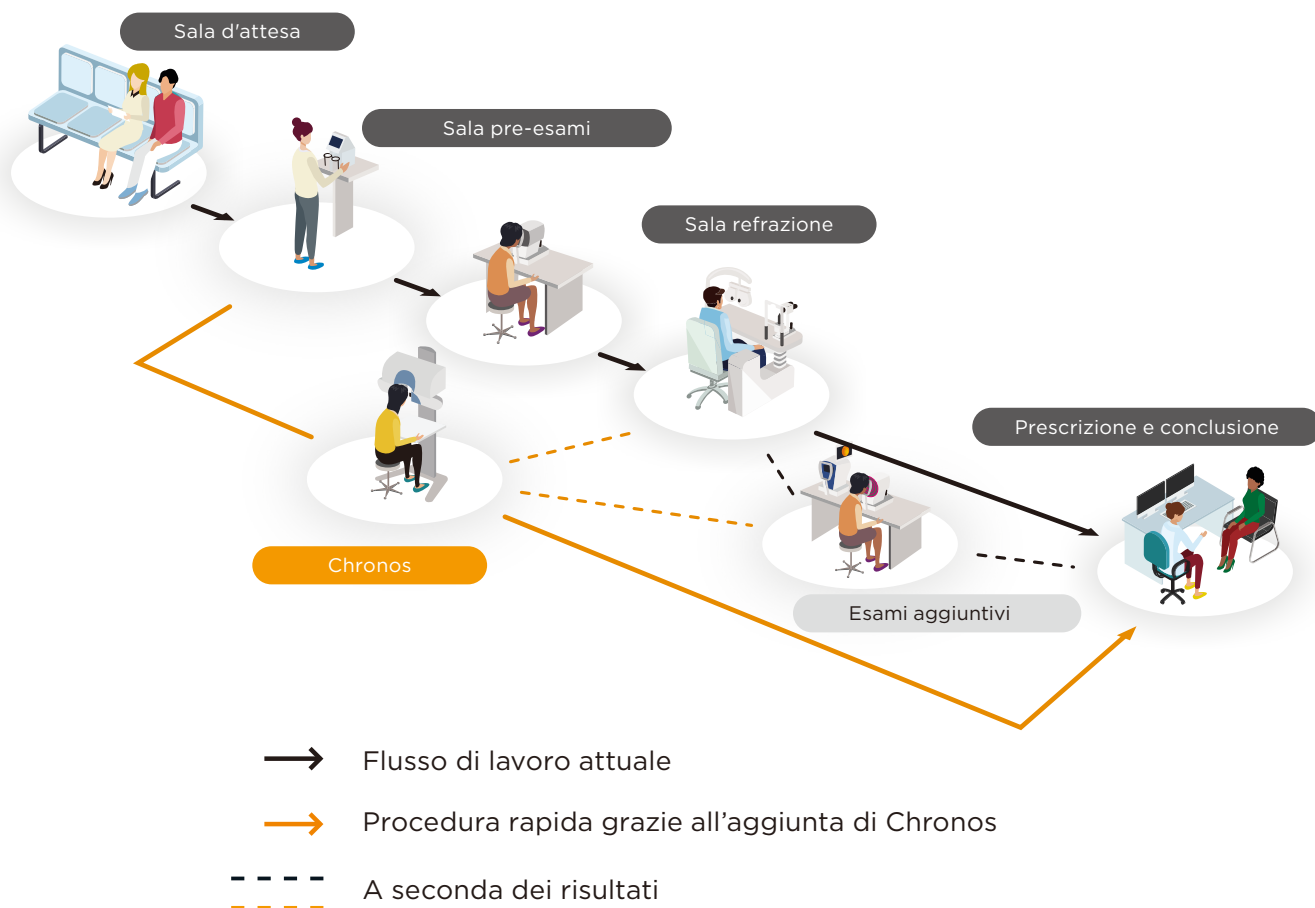 Sala d'attesa
Sala pre-esami
Sala refrazione
Prescrizione e conclusione
Chronos
Esami aggiuntivi
Flusso di lavoro attuale
Procedura rapida grazie all’aggiunta di Chronos
A seconda dei risultati